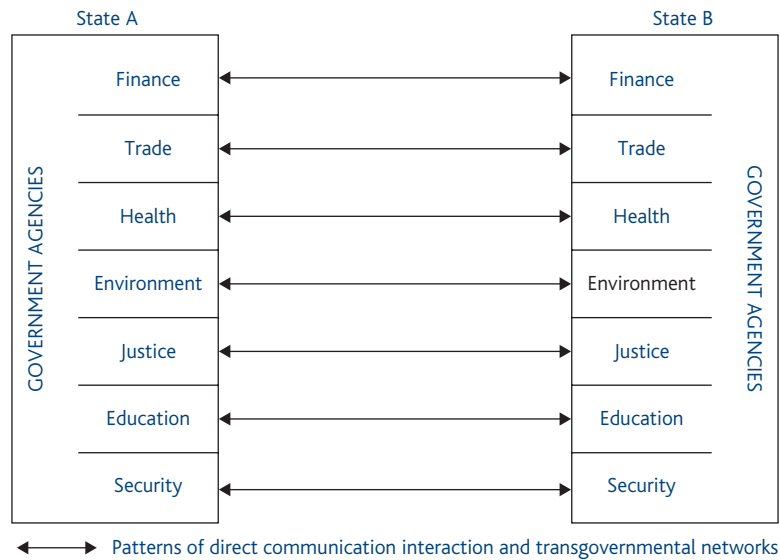 State A
State B
GOVERNMENT AGENCIES
Finance
Trade
Health
Environment
Justice
Education
Security
Finance
Trade
Health
Environment
Justice
Education
Security
GOVERNMENT AGENCIES
Patterns of direct communication interaction and transgovernmental networks